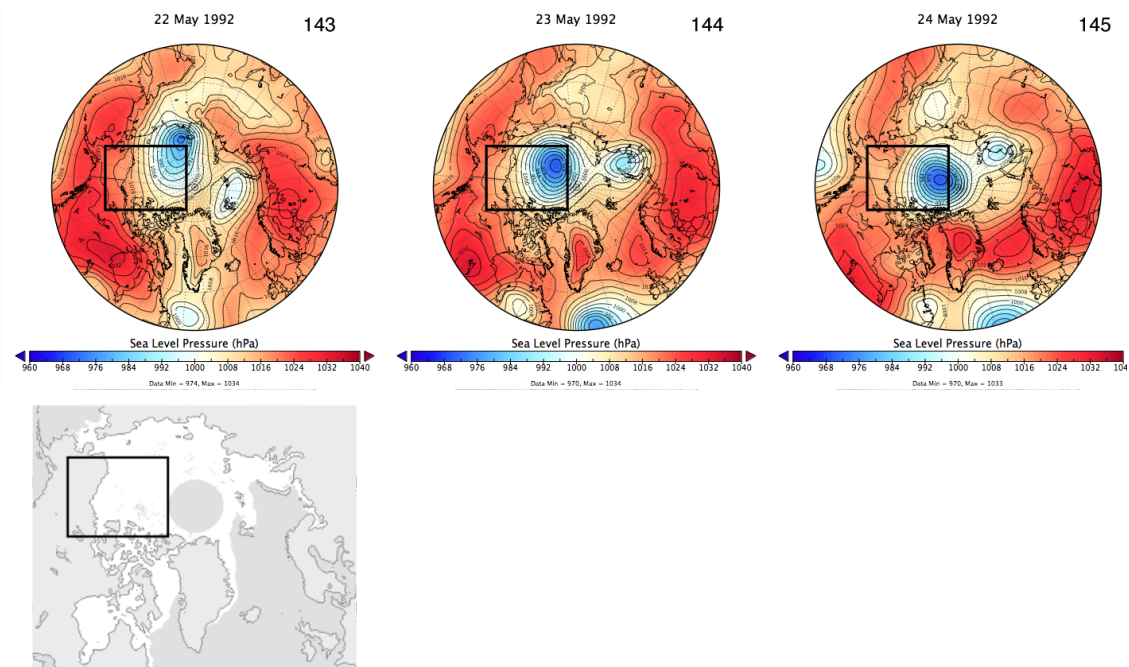 22 May 1992
143
23 May 1992
144
24 May 1992
145
Sea Level Pressure (hPa)
960 968 976 984 992 1000 1008 1016 1024 1032 1040
Data Min = 974, Max = 1034
Sea Level Pressure (hPa)
960 968 976 984 992 1000 1008 1016 1024 1032 1040
Data Min = 970, Max = 1034
Sea Level Pressure (hPa)
960 968 976 984 992 1000 1008 1016 1024 1032 104
Data Min = 970, Max = 1033